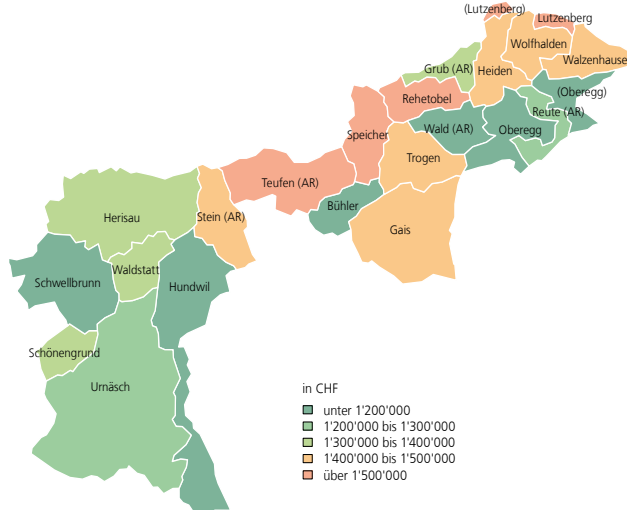 (Lutzenberg)
Lutzenberg
Wolfhalden
Walzenhause
Grub (AR)
Heiden
(Oberegg)
Rehetobel
Reute (AR)
Speicher
Wald (AR)
Oberegg
Trogen
Teufen (AR)
Bühler
Herisau
Stein (AR)
Gais
Waldstatt
Schwellbrunn
Hundwil
Schönengrund
Urnäsch
in CHF
unter 1'200'000
1'200'000 bis 1'300'000
1'300'000 bis 1'400'000
1'400'000 bis 1'500'000
über 1'500'000